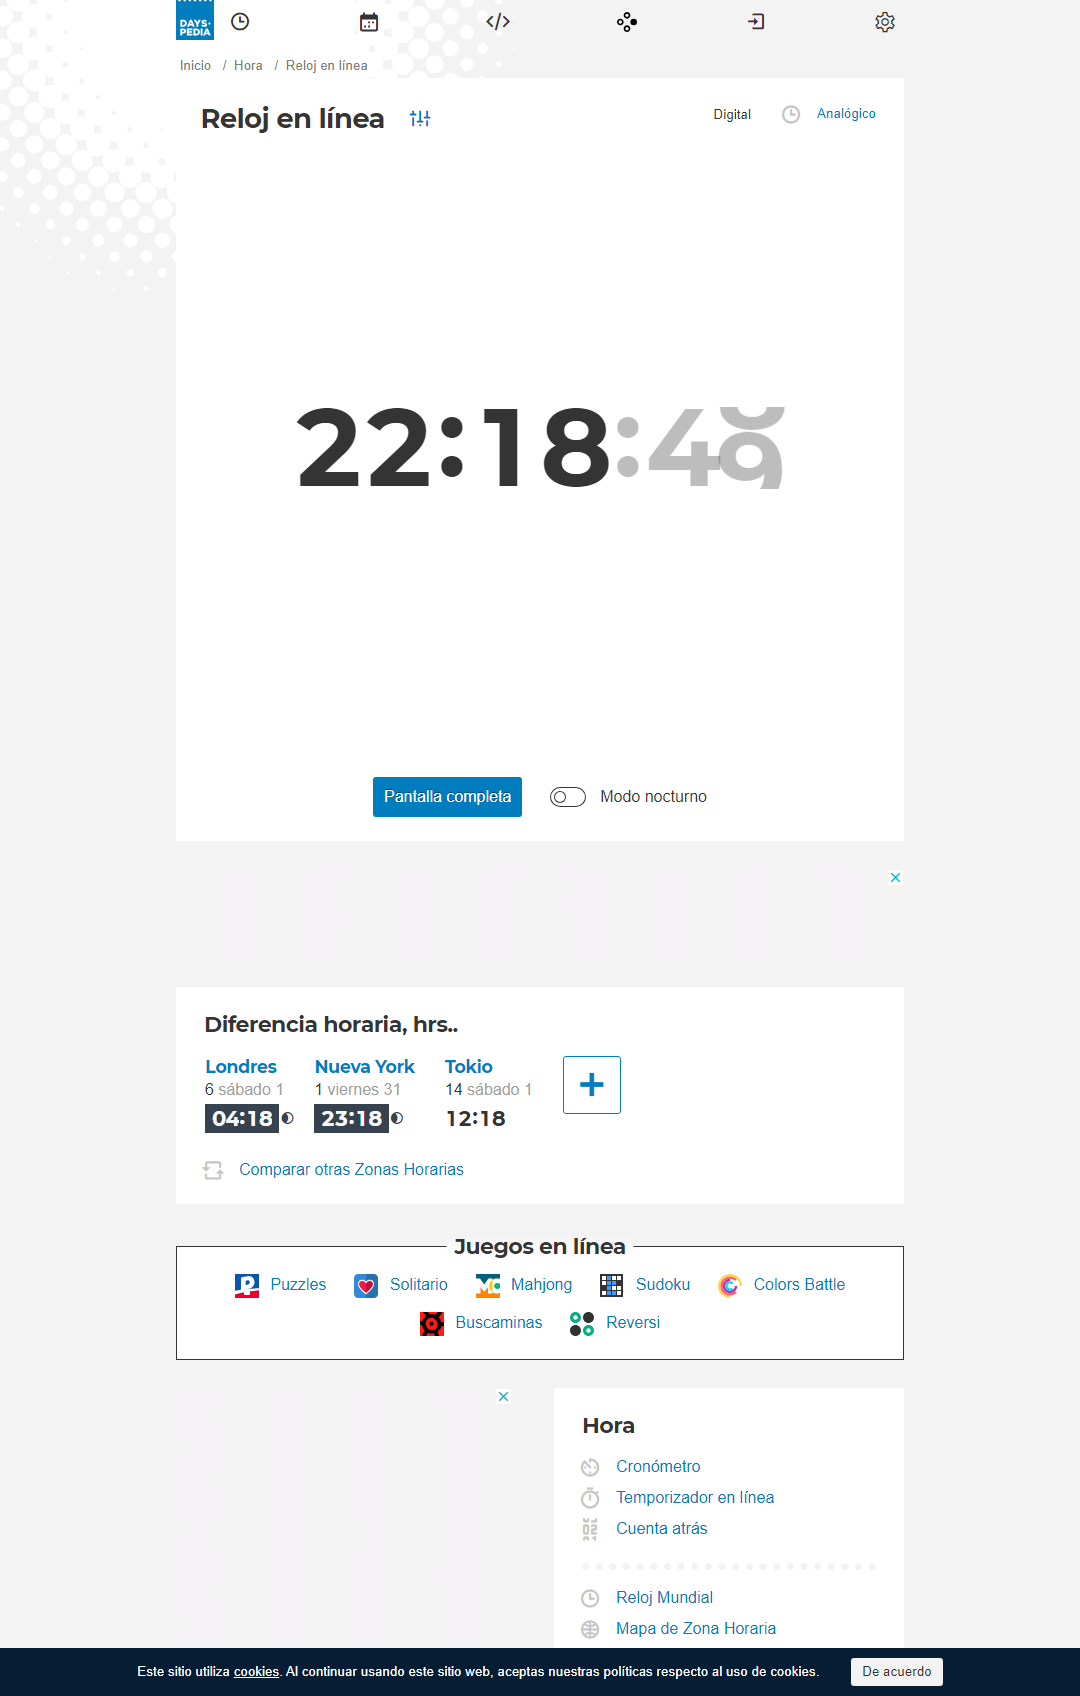 DAYS
PEDIA
Inicio / Hora / Reloj en línea
Reloj en línea
Digital
Analógico
22:18:49
Pantalla completa
Modo nocturno
Diferencia horaria, hrs..
Londres Nueva York Tokio
6 sábado 1 1 viernes 31 14 sábado 1
04:18 23:18 12:18
Comparar otras Zonas Horarias
Juegos en línea
Puzzles Solitario Mahjong Sudoku Colors Battle
Buscaminas Reversi
Hora
Cronómetro
Temporizador en línea
Cuenta atrás
Reloj Mundial
Mapa de Zona Horaria
Este sitio utiliza cookies. Al continuar usando este sitio web, aceptas nuestras políticas respecto al uso de cookies.
De acuerdo